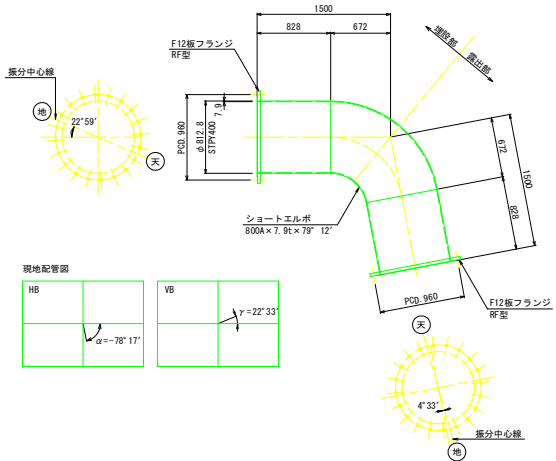 1500
828
672
F12板フランジ
RF型
埋設部
露出部
振分中心線
地
22°59′
天
PCD.960
φ812.8
STPY400
7.9
672
1500
828
ショートエルボ
800A×7.9t×79° 12′
現地配管図
HB
α=-78°17′
VB
γ=22°33′
PCD.960
F12板フランジ
RF型
天
4°33′
振分中心線
地